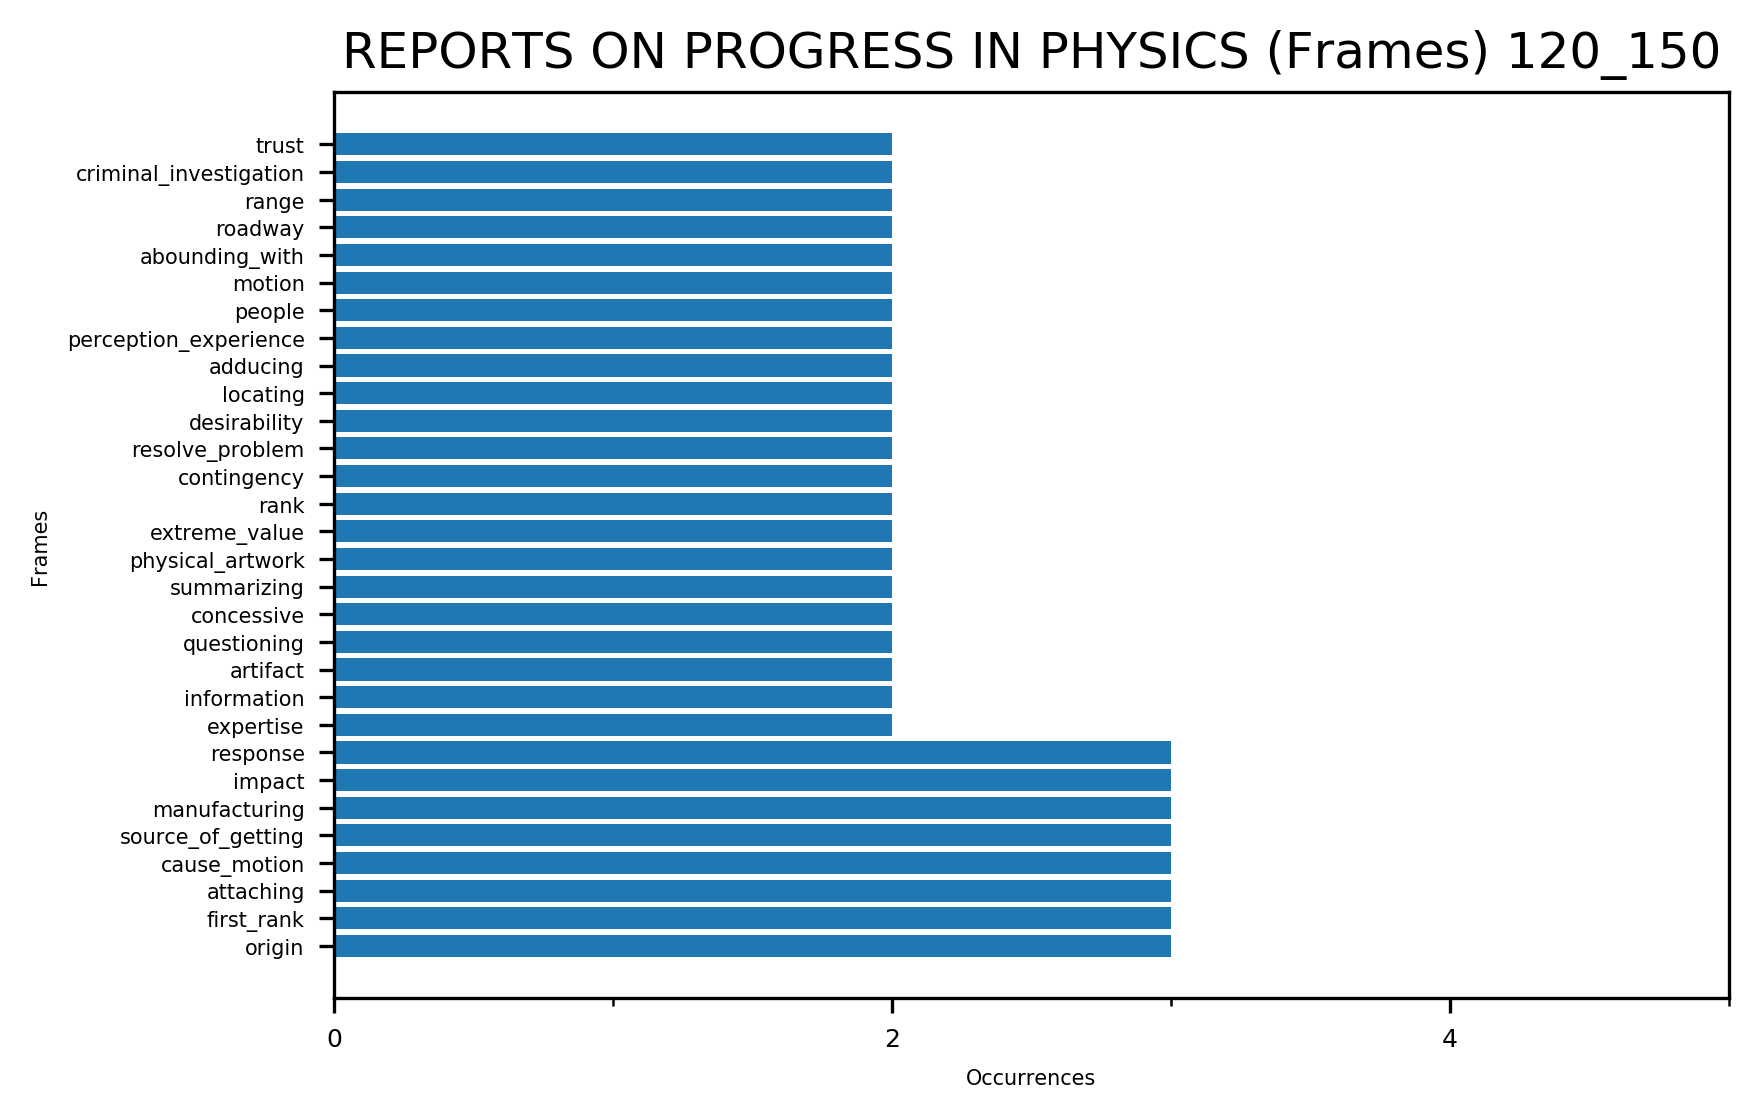 REPORTS ON PROGRESS IN PHYSICS (Frames) 120_150
trust
criminal_investigation
range
roadway
abounding_with
motion
people
perception_experience
adducing
locating
desirability
resolve_problem
contingency
rank
extreme_value
physical_artwork
summarizing
concessive
questioning
artifact
information
expertise
response
impact
manufacturing
source_of_getting
cause_motion
attaching
first_rank
origin
Frames
0 2 4
Occurrences